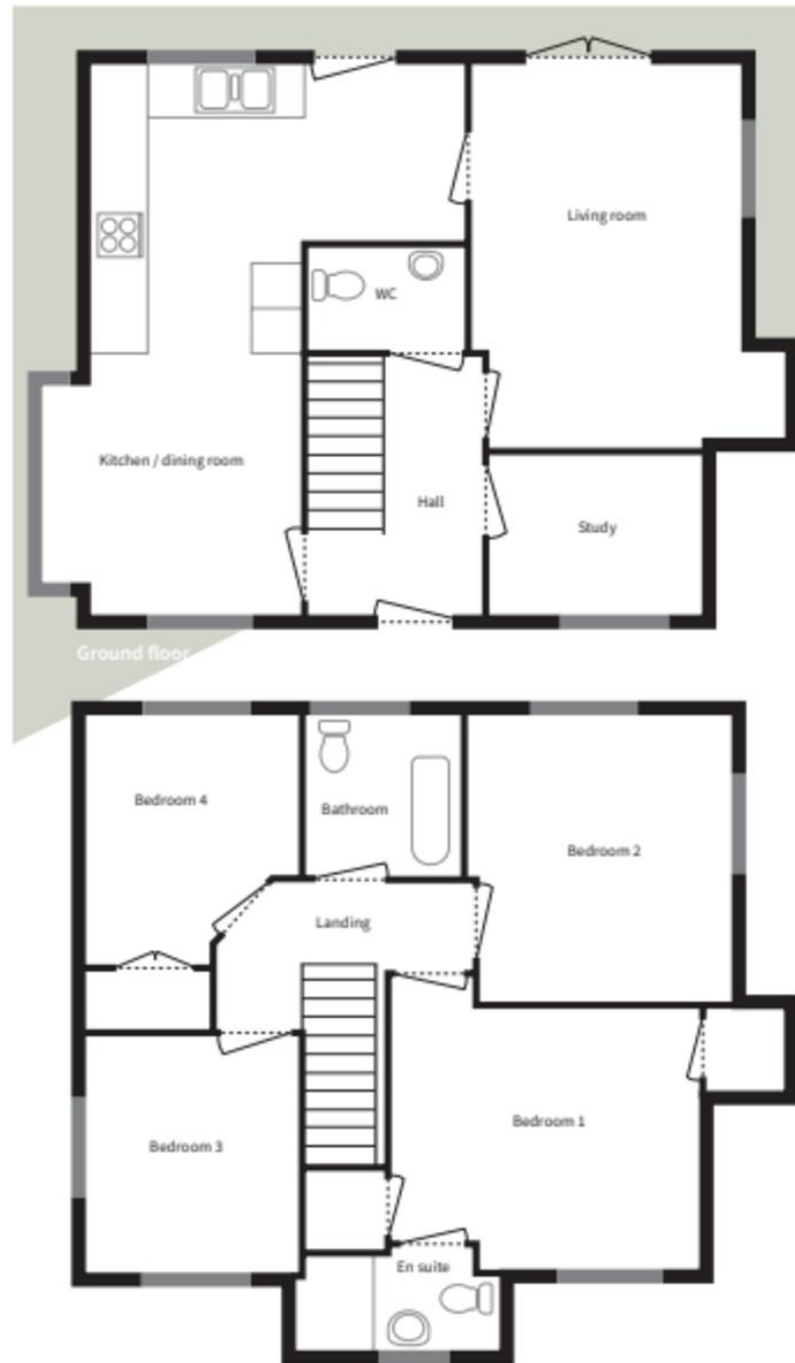 Living room
WC
Kitchen / dining room
Hall
Study
Ground floor
Bedroom 4
Bathroom
Bedroom 2
Landing
Bedroom 1
Bedroom 3
En suite